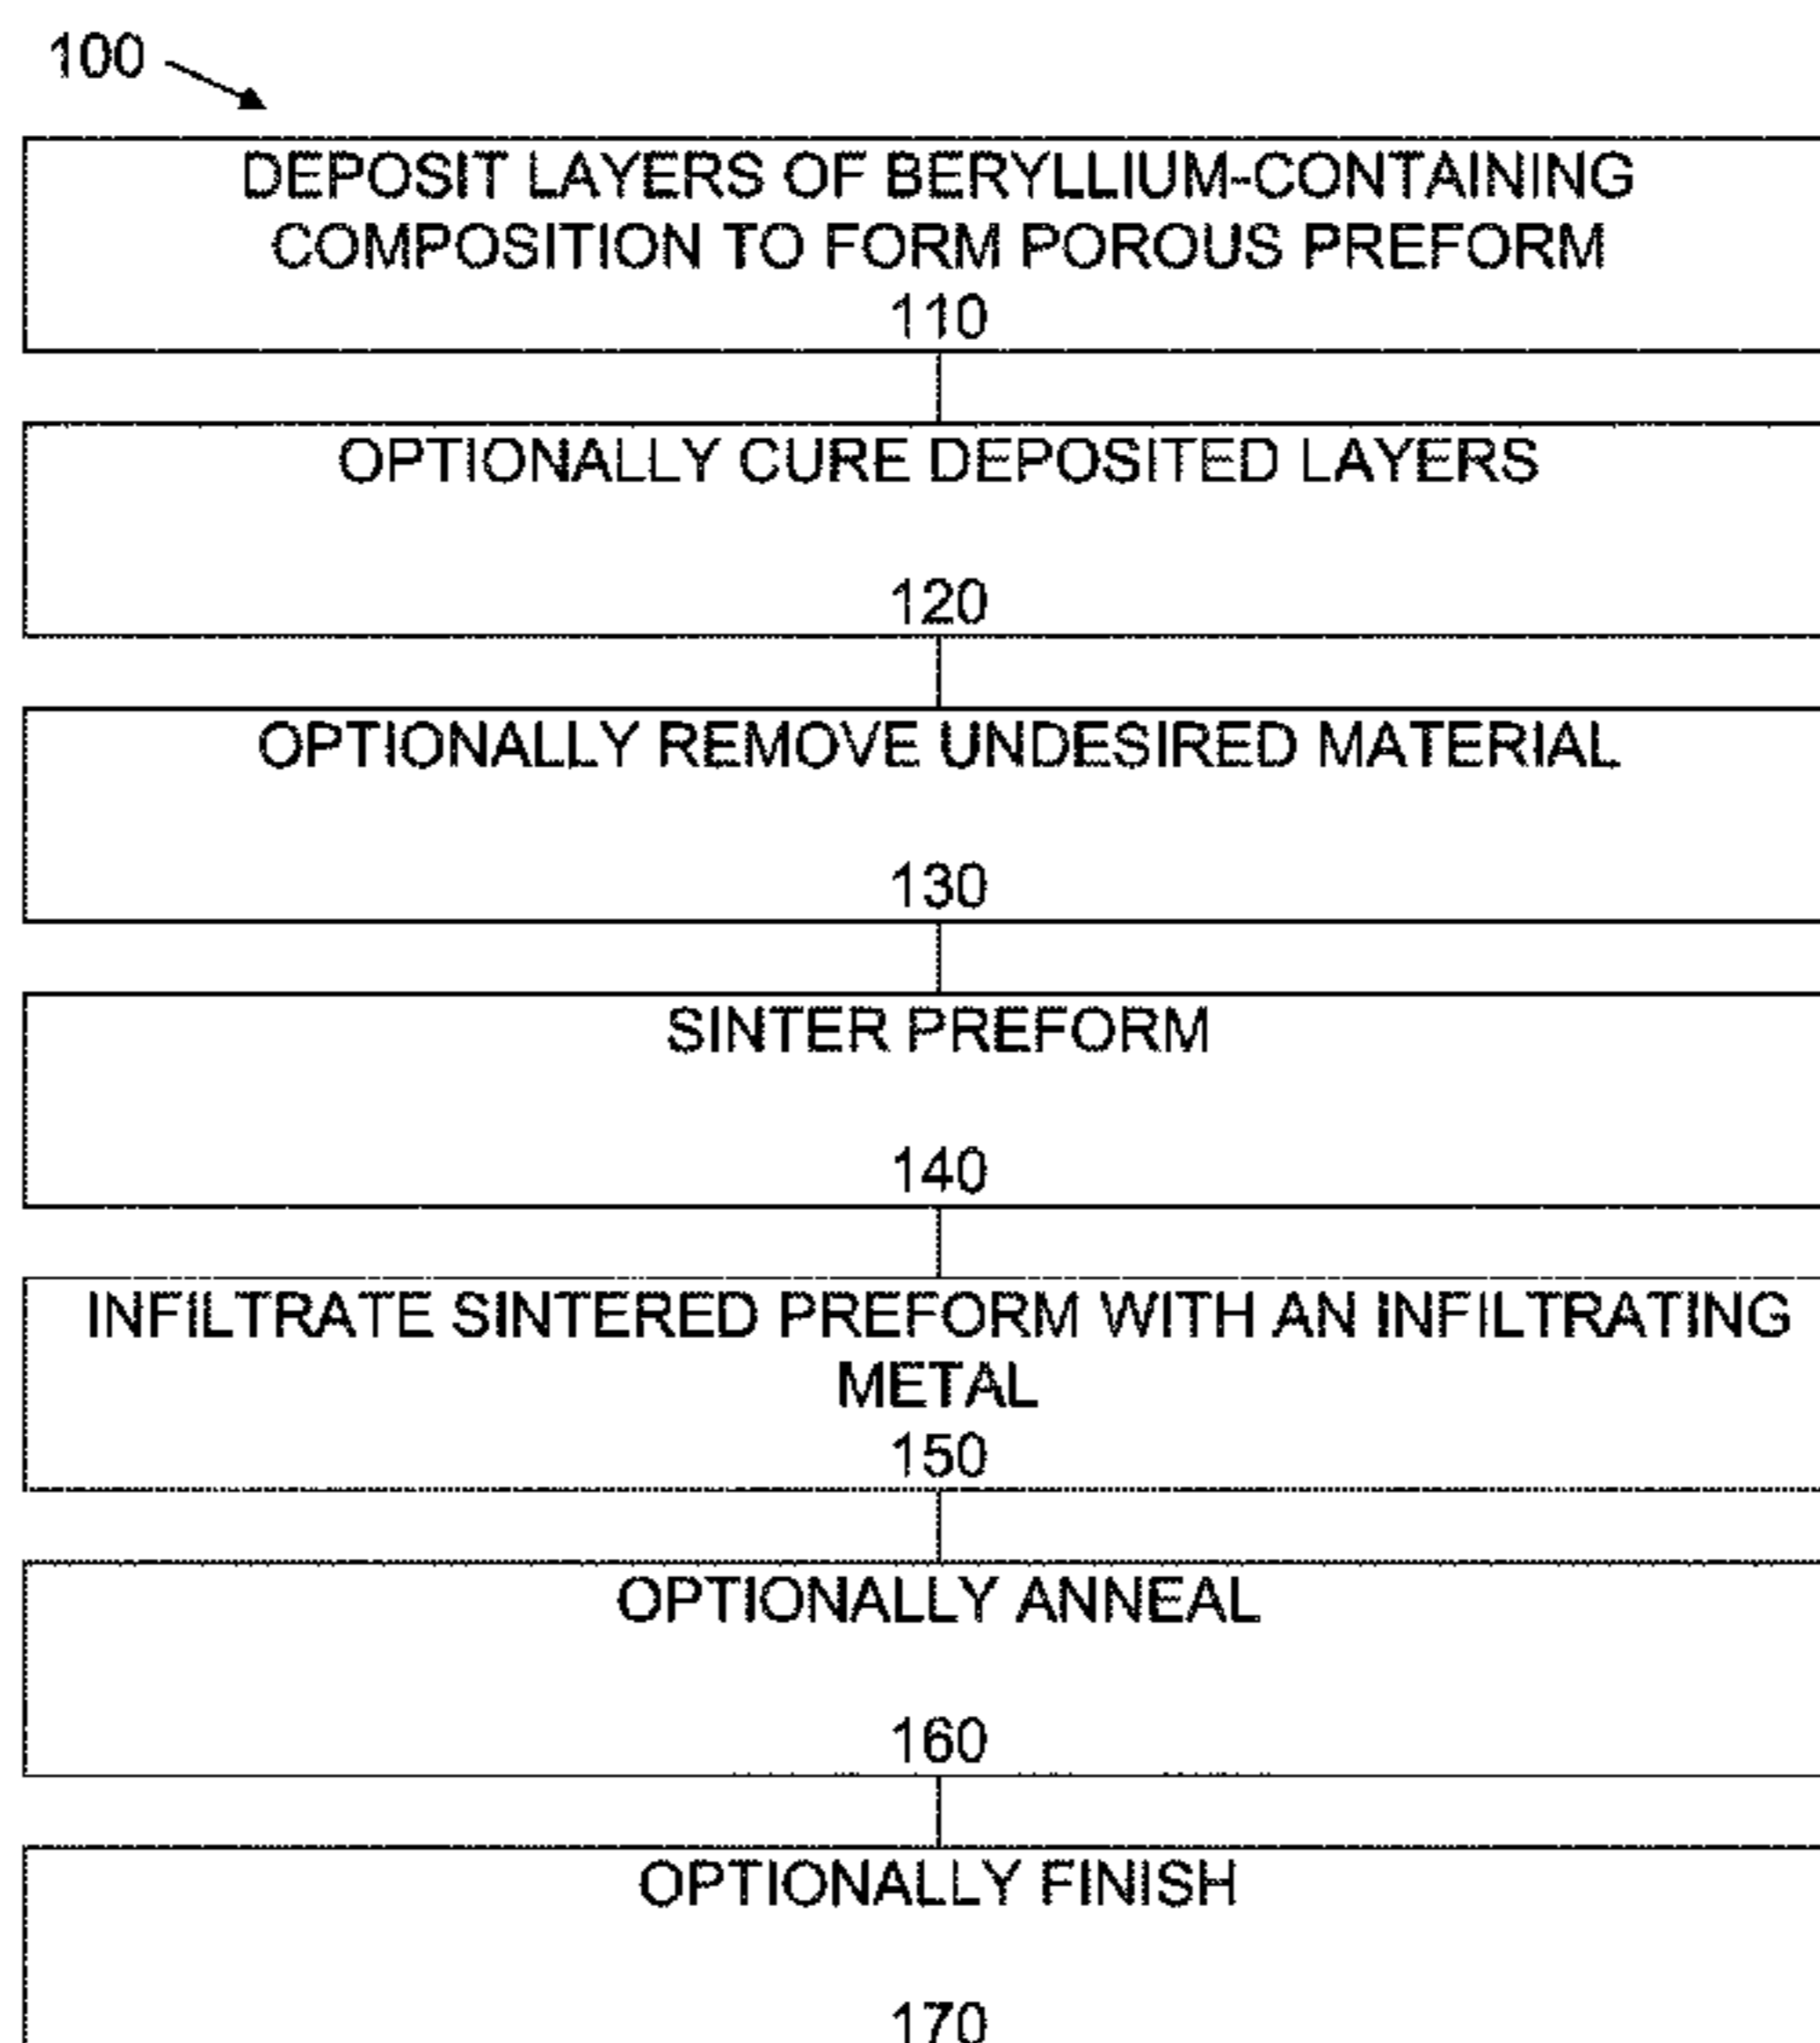 100
DEPOSIT LAYERS OF BERYLLIUM-CONTAINING
COMPOSITION TO FORM POROUS PREFORM
110
OPTIONALLY CURE DEPOSITED LAYERS
120
OPTIONALLY REMOVE UNDESIRED MATERIAL
130
SINTER PREFORM
140
INFILTRATE SINTERED PREFORM WITH AN INFILTRATING
METAL
150
OPTIONALLY ANNEAL
160
OPTIONALLY FINISH
170